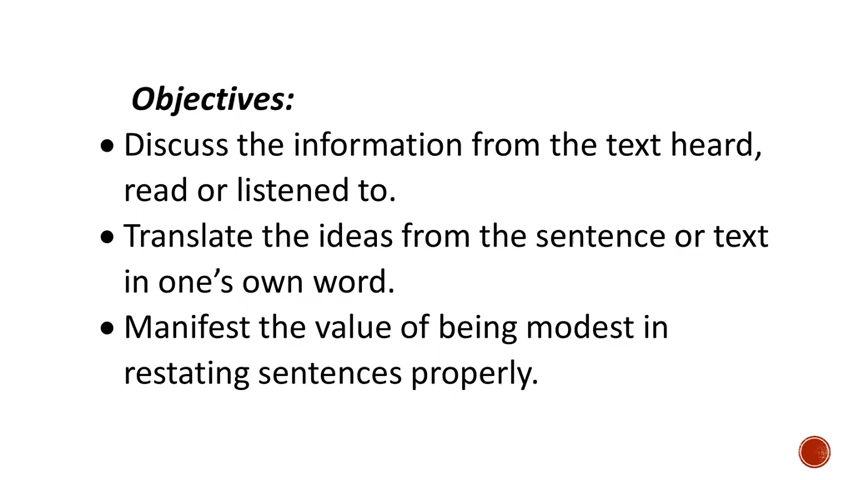 Objectives:
• Discuss the information from the text heard,
read or listened to.
• Translate the ideas from the sentence or text
in one’s own word.
• Manifest the value of being modest in
restating sentences properly.